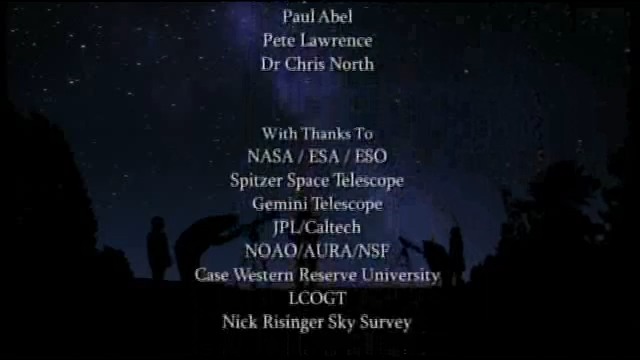 Paul Abel
Pete Lawrence
Dr Chris North
With Thanks To
NASA / ESA / ESO
Spitzer Space Telescope
Gemini Telescope
JPL/Caltech
NOAO/AURA/NSF
Case Western Reserve University
LCOGT
Nick Risinger Sky Survey